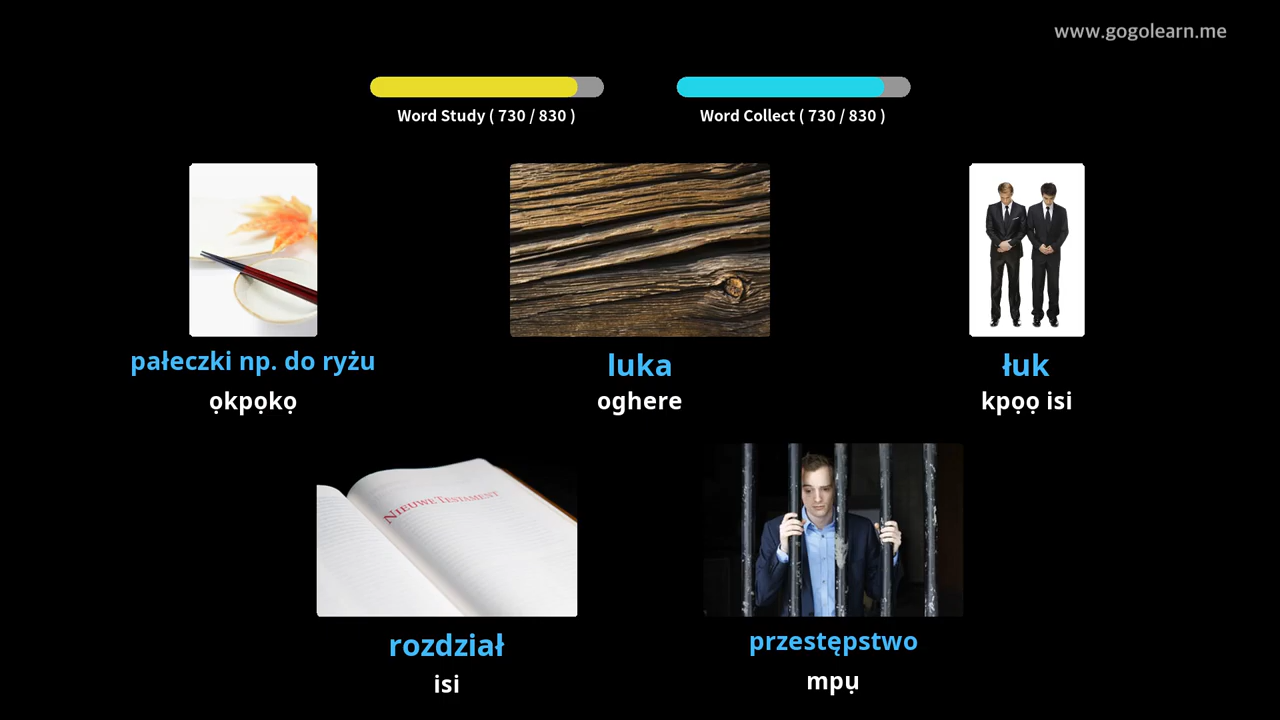 www.gogolearn.me
Word Study ( 730 / 830 )
Word Collect ( 730 / 830 )
pałeczki np. do ryżu
ọkpọkọ
luka
oghere
łuk
kpọọ isi
NIEUWE TESTAMENT
rozdział
isi
przestępstwo
mpụ